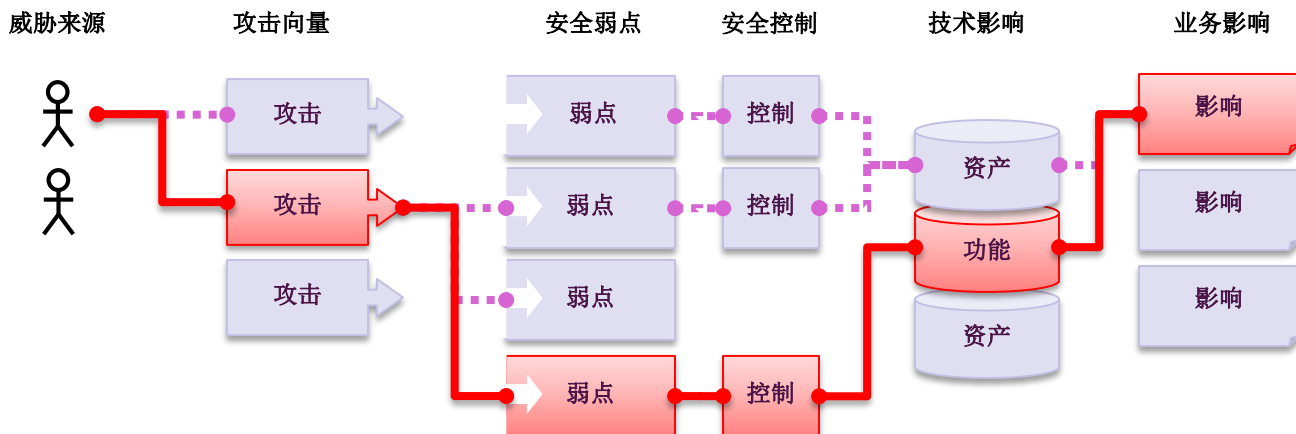 威胁来源 攻击向量 安全弱点 安全控制 技术影响 业务影响
攻击 弱点 控制 资产 影响
攻击 弱点 控制 功能 影响
攻击 弱点 资产 影响
弱点 控制